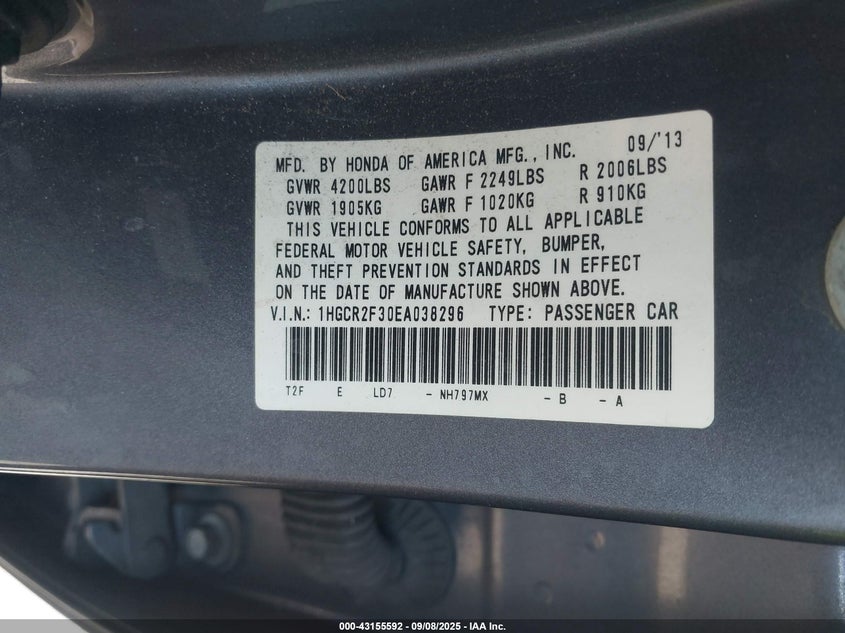 09/'13
MFD. BY HONDA OF AMERICA MFG., INC.
GVWR 4200LBS GAWR F 2249LBS R 2006LBS
GVWR 1905KG GAWR F 1020KG R 910KG
THIS VEHICLE CONFORMS TO ALL APPLICABLE
FEDERAL MOTOR VEHICLE SAFETY, BUMPER,
AND THEFT PREVENTION STANDARDS IN EFFECT
ON THE DATE OF MANUFACTURE SHOWN ABOVE.
V.I.N.: 1HGCR2F30EA038296 TYPE: PASSENGER CAR
T2F E LD7 - NH797MX - B - A
000-43155592 - 09/08/2025 - IAA Inc.